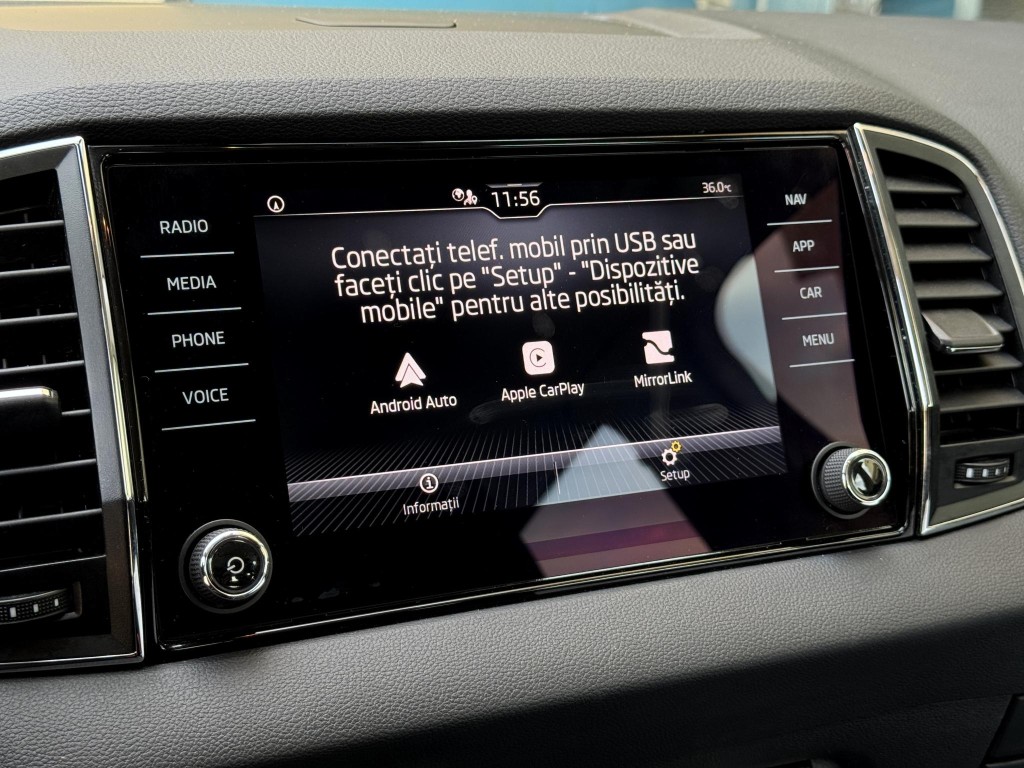 11:56
36.0°C
RADIO
MEDIA
PHONE
VOICE
Conectați telef. mobil prin USB sau
faceți clic pe "Setup" - "Dispozitive
mobile" pentru alte posibilități.
Android Auto
Apple CarPlay
MirrorLink
Informații
Setup
NAV
APP
CAR
MENU